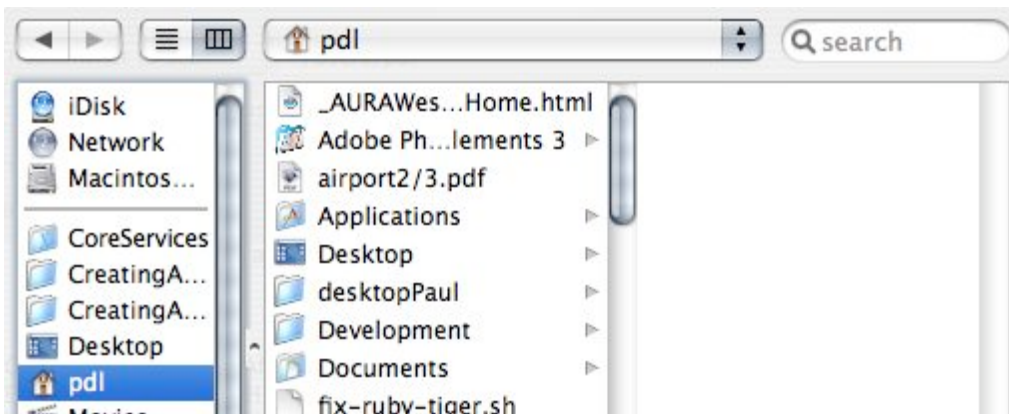 pdl
search
iDisk
Network
Macintos...
CoreServices
CreatingA...
CreatingA...
Desktop
pdl
Movies
_AURAWes...Home.html
Adobe Ph...lements 3
airport2/3.pdf
Applications
Desktop
desktopPaul
Development
Documents
fix-ruby-tiger.sh